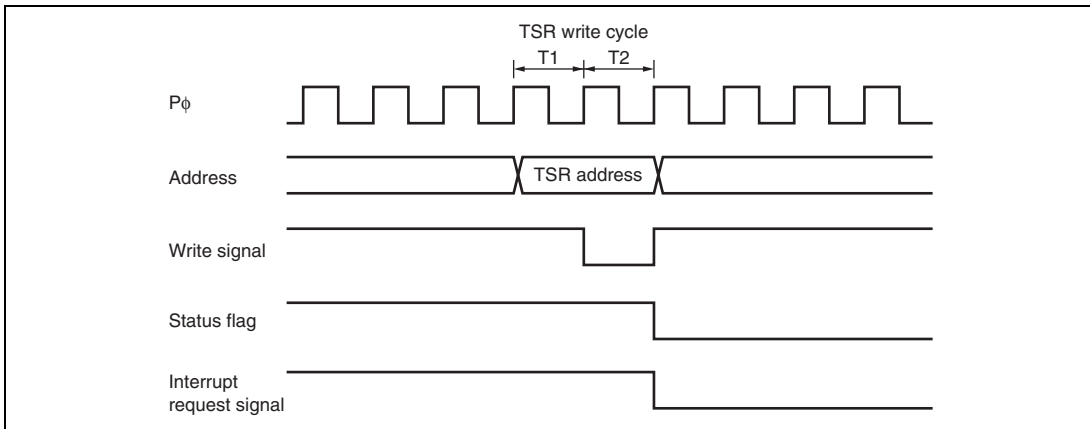 TSR write cycle
T1 T2
Pϕ
Address
TSR address
Write signal
Status flag
Interrupt
request signal